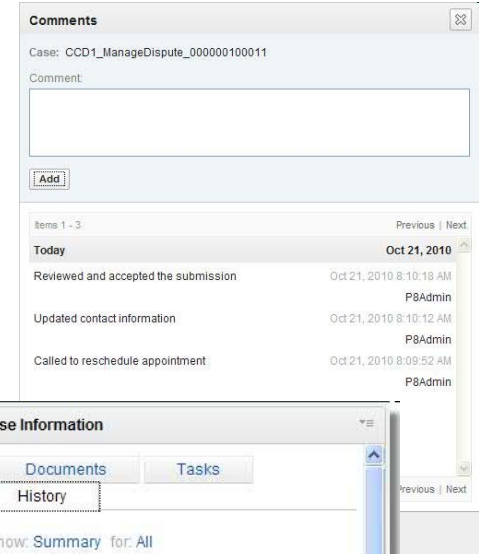 Comments
Case: CCD1_ManageDispute_000000100011
Comment:
Add
Items 1 - 3 Previous | Next
Today Oct 21, 2010
Reviewed and accepted the submission Oct 21, 2010 8:10:18 AM
P8Admin
Updated contact information Oct 21, 2010 8:10:12 AM
P8Admin
Called to reschedule appointment Oct 21, 2010 8:09:52 AM
P8Admin
se Information
Documents Tasks
History
Previous | Next
how: Summary for: All